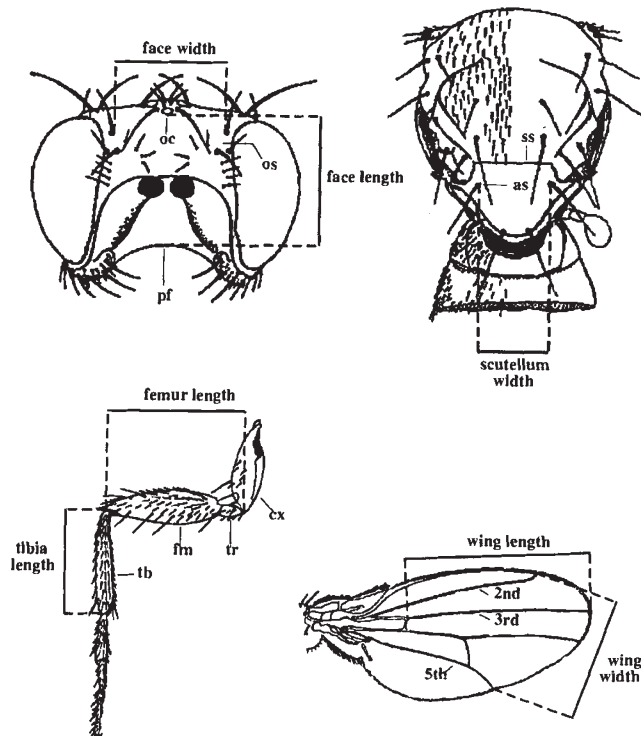 face width
oc
os
face length
pf
ss
as
scutellum
width
femur length
cx
tr
fm
tibia
length
tb
wing length
2nd
3rd
5th
wing
width